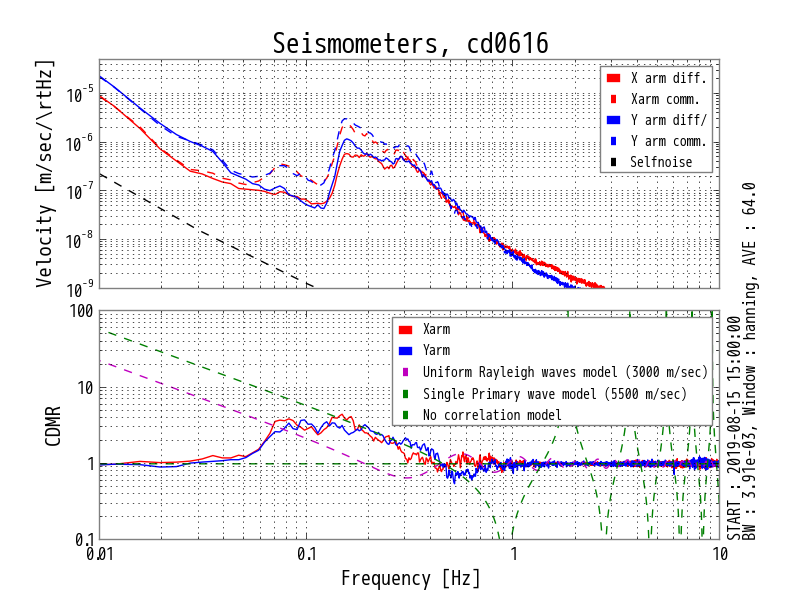 Seismometers, cd0616
Velocity [m/sec/\rtHz]
10^-5
10^-6
10^-7
10^-8
10^-9
X arm diff.
Xarm comm.
Y arm diff/
Y arm comm.
Selfnoise
CDMR
100
10
1
0.1
Xarm
Yarm
Uniform Rayleigh waves model (3000 m/sec)
Single Primary wave model (5500 m/sec)
No correlation model
0.01
0.1
1
10
Frequency [Hz]
START : 2019-08-15 15:00:00
BW : 3.91e-03, Window : hanning, AVE : 64.0